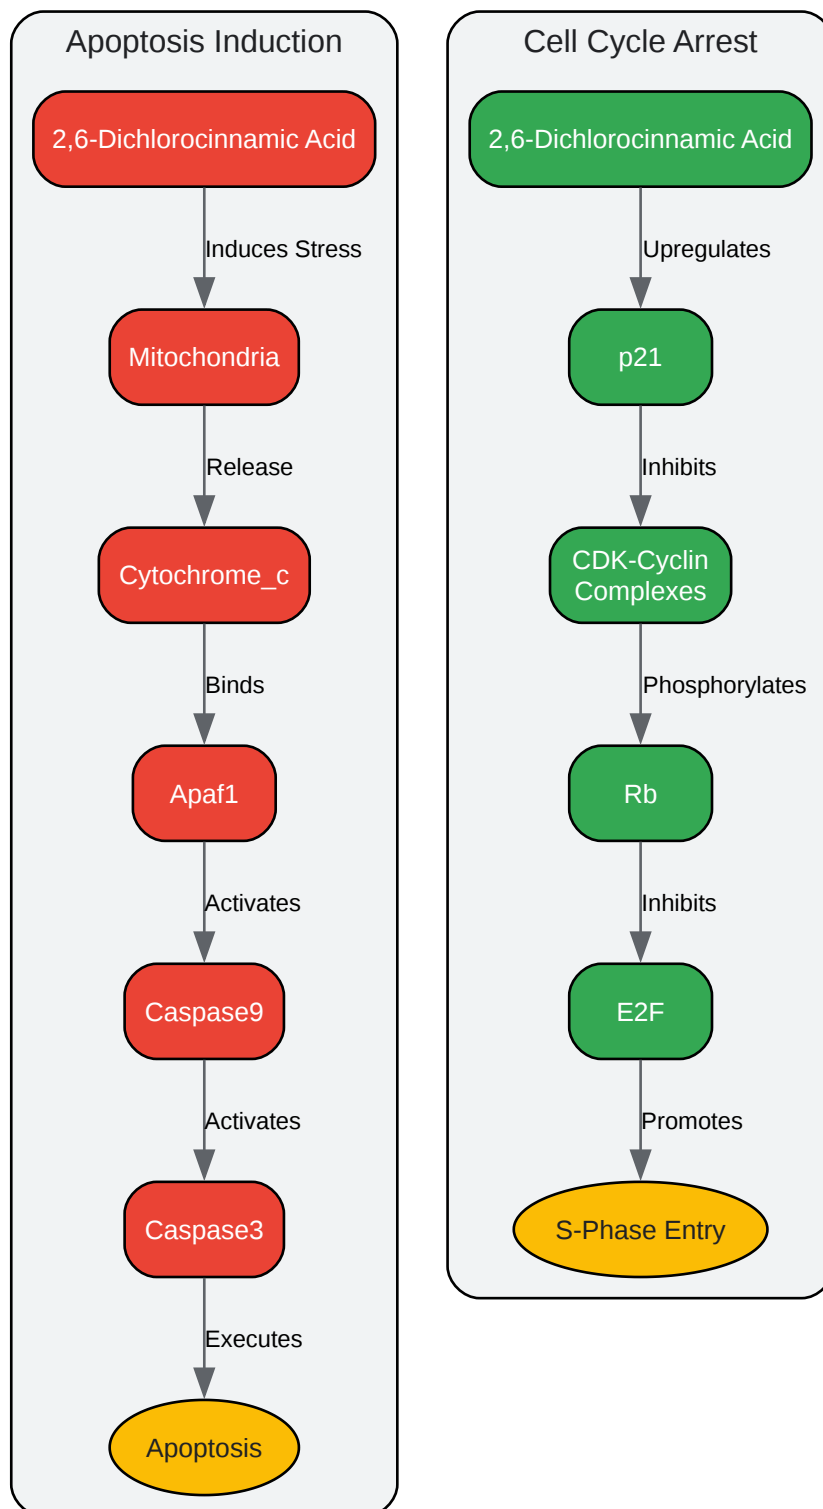 Apoptosis Induction
2,6-Dichlorocinnamic Acid
Induces Stress
Mitochondria
Release
Cytochrome_c
Binds
Apaf1
Activates
Caspase9
Activates
Caspase3
Executes
Apoptosis
Cell Cycle Arrest
2,6-Dichlorocinnamic Acid
Upregulates
p21
Inhibits
CDK-Cyclin
Complexes
Phosphorylates
Rb
Inhibits
E2F
Promotes
S-Phase Entry